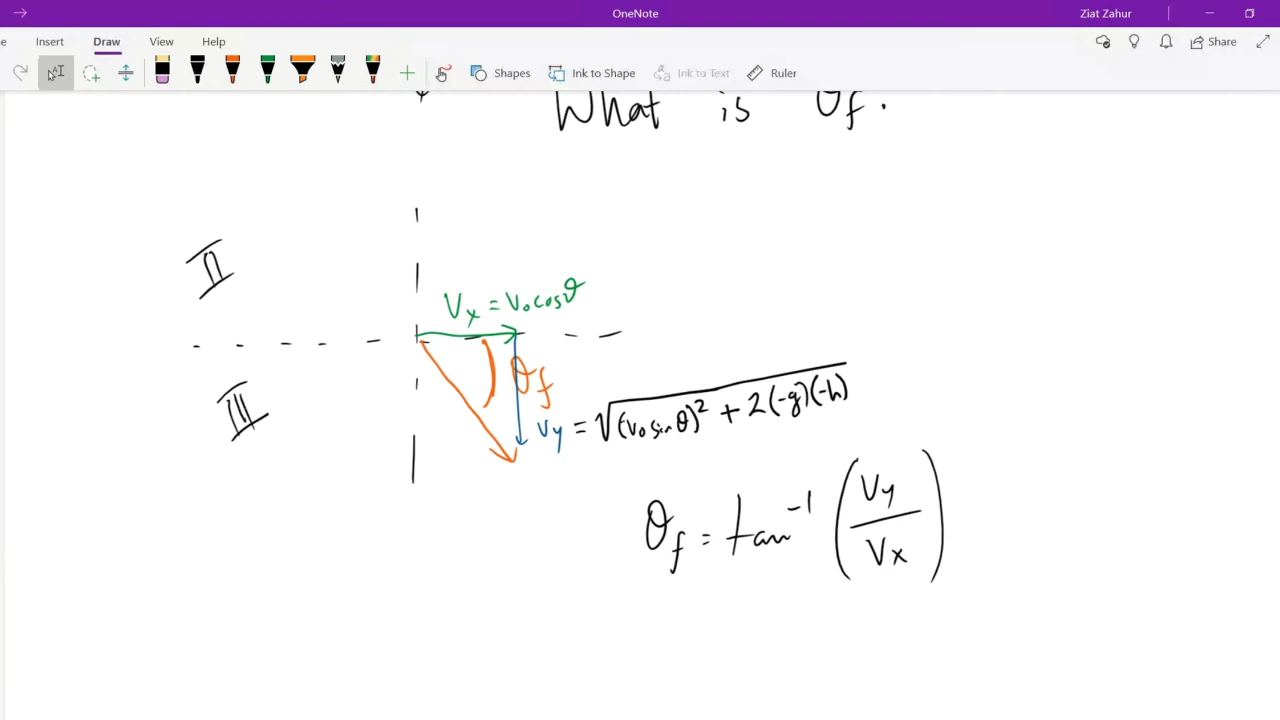 OneNote
Ziat Zahur
Insert Draw View Help
Share
Shapes Ink to Shape Ink to Text Ruler
What is θf.
II
Vx = v₀cosθ
θf
III
vy = √(v₀sinθ)² + 2(-g)(-h)
θf = tan⁻¹ (Vy/Vx)